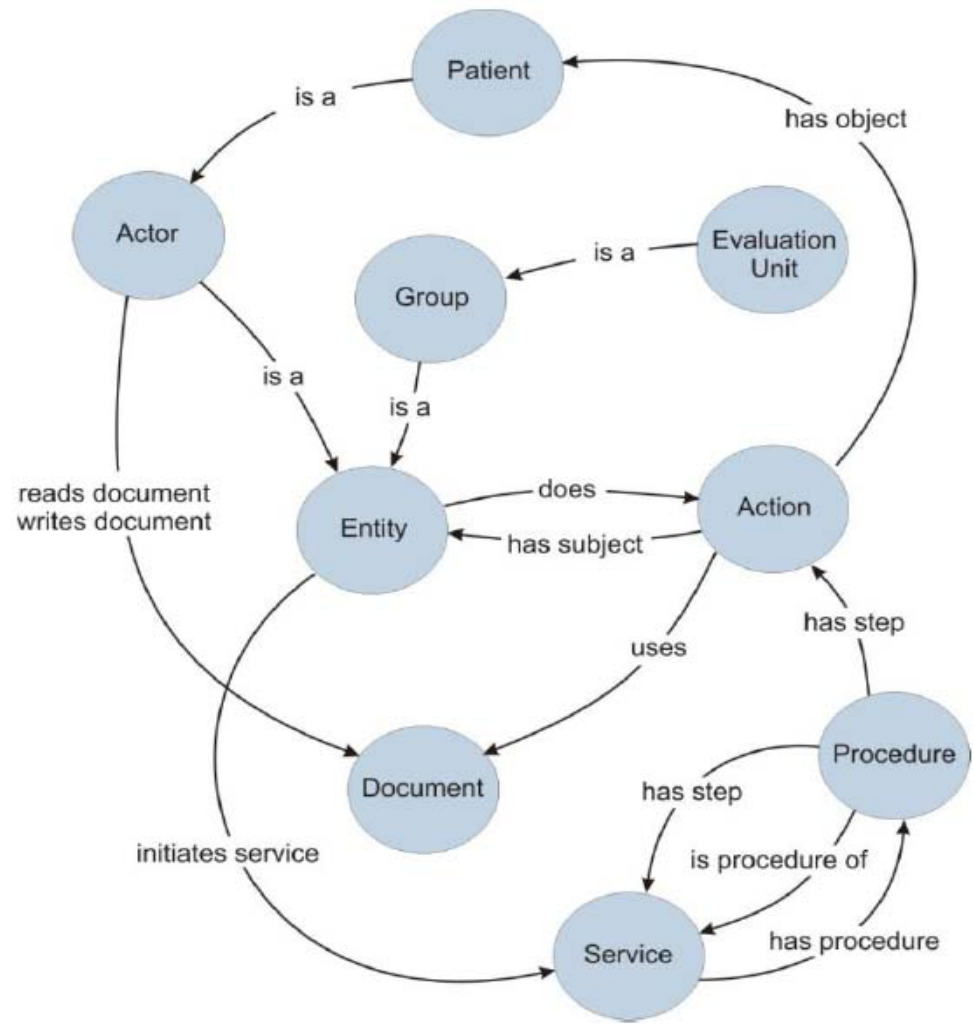 Patient
is a
has object
Actor
Evaluation
Unit
is a
Group
is a
is a
reads document
writes document
does
Action
Entity
has subject
has step
uses
Procedure
Document
has step
initiates service
is procedure of
has procedure
Service